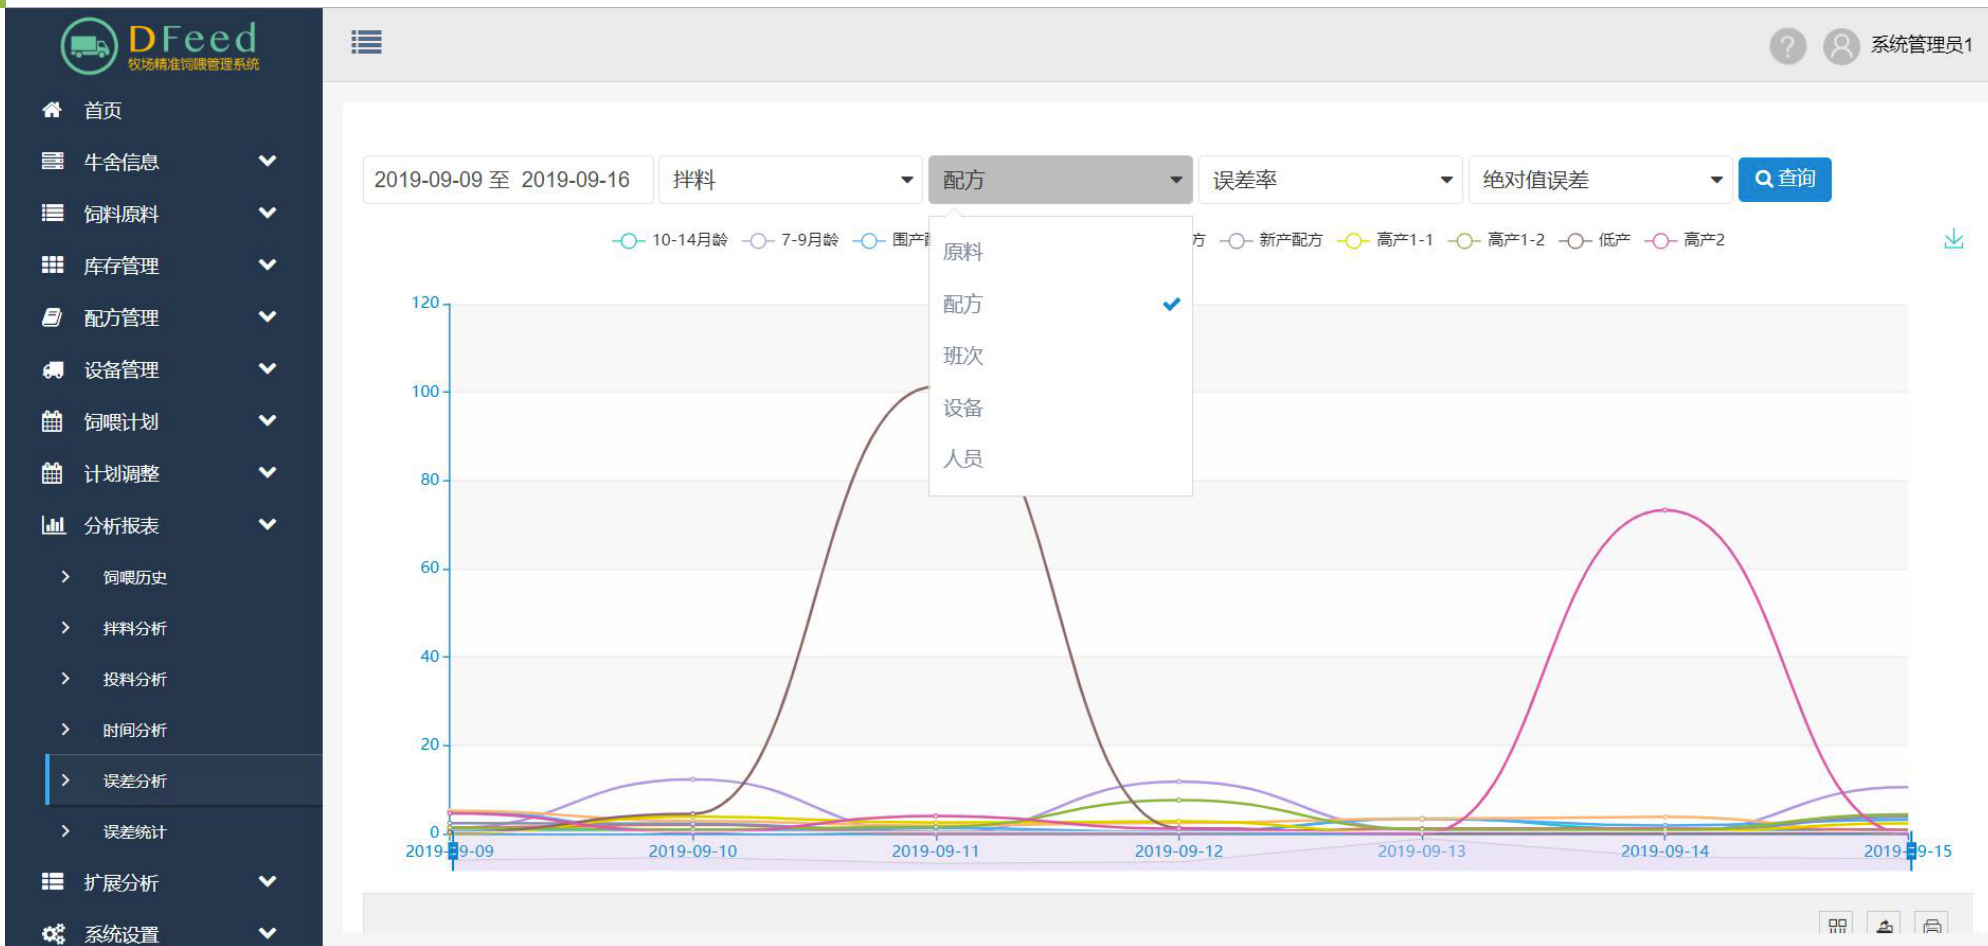 DFeed
牧场精准饲喂管理系统
系统管理员1
首页
牛舍信息
饲料原料
库存管理
配方管理
设备管理
饲喂计划
计划调整
分析报表
饲喂历史
拌料分析
投料分析
时间分析
误差分析
误差统计
扩展分析
系统设置
2019-09-09 至 2019-09-16 拌料 配方 误差率 绝对值误差 查询
10-14月龄 7-9月龄 围产 方 新产配方 高产1-1 高产1-2 低产 高产2
原料
配方
班次
设备
人员
120
100
80
60
40
20
0
2019-09-09 2019-09-10 2019-09-11 2019-09-12 2019-09-13 2019-09-14 2019-09-15